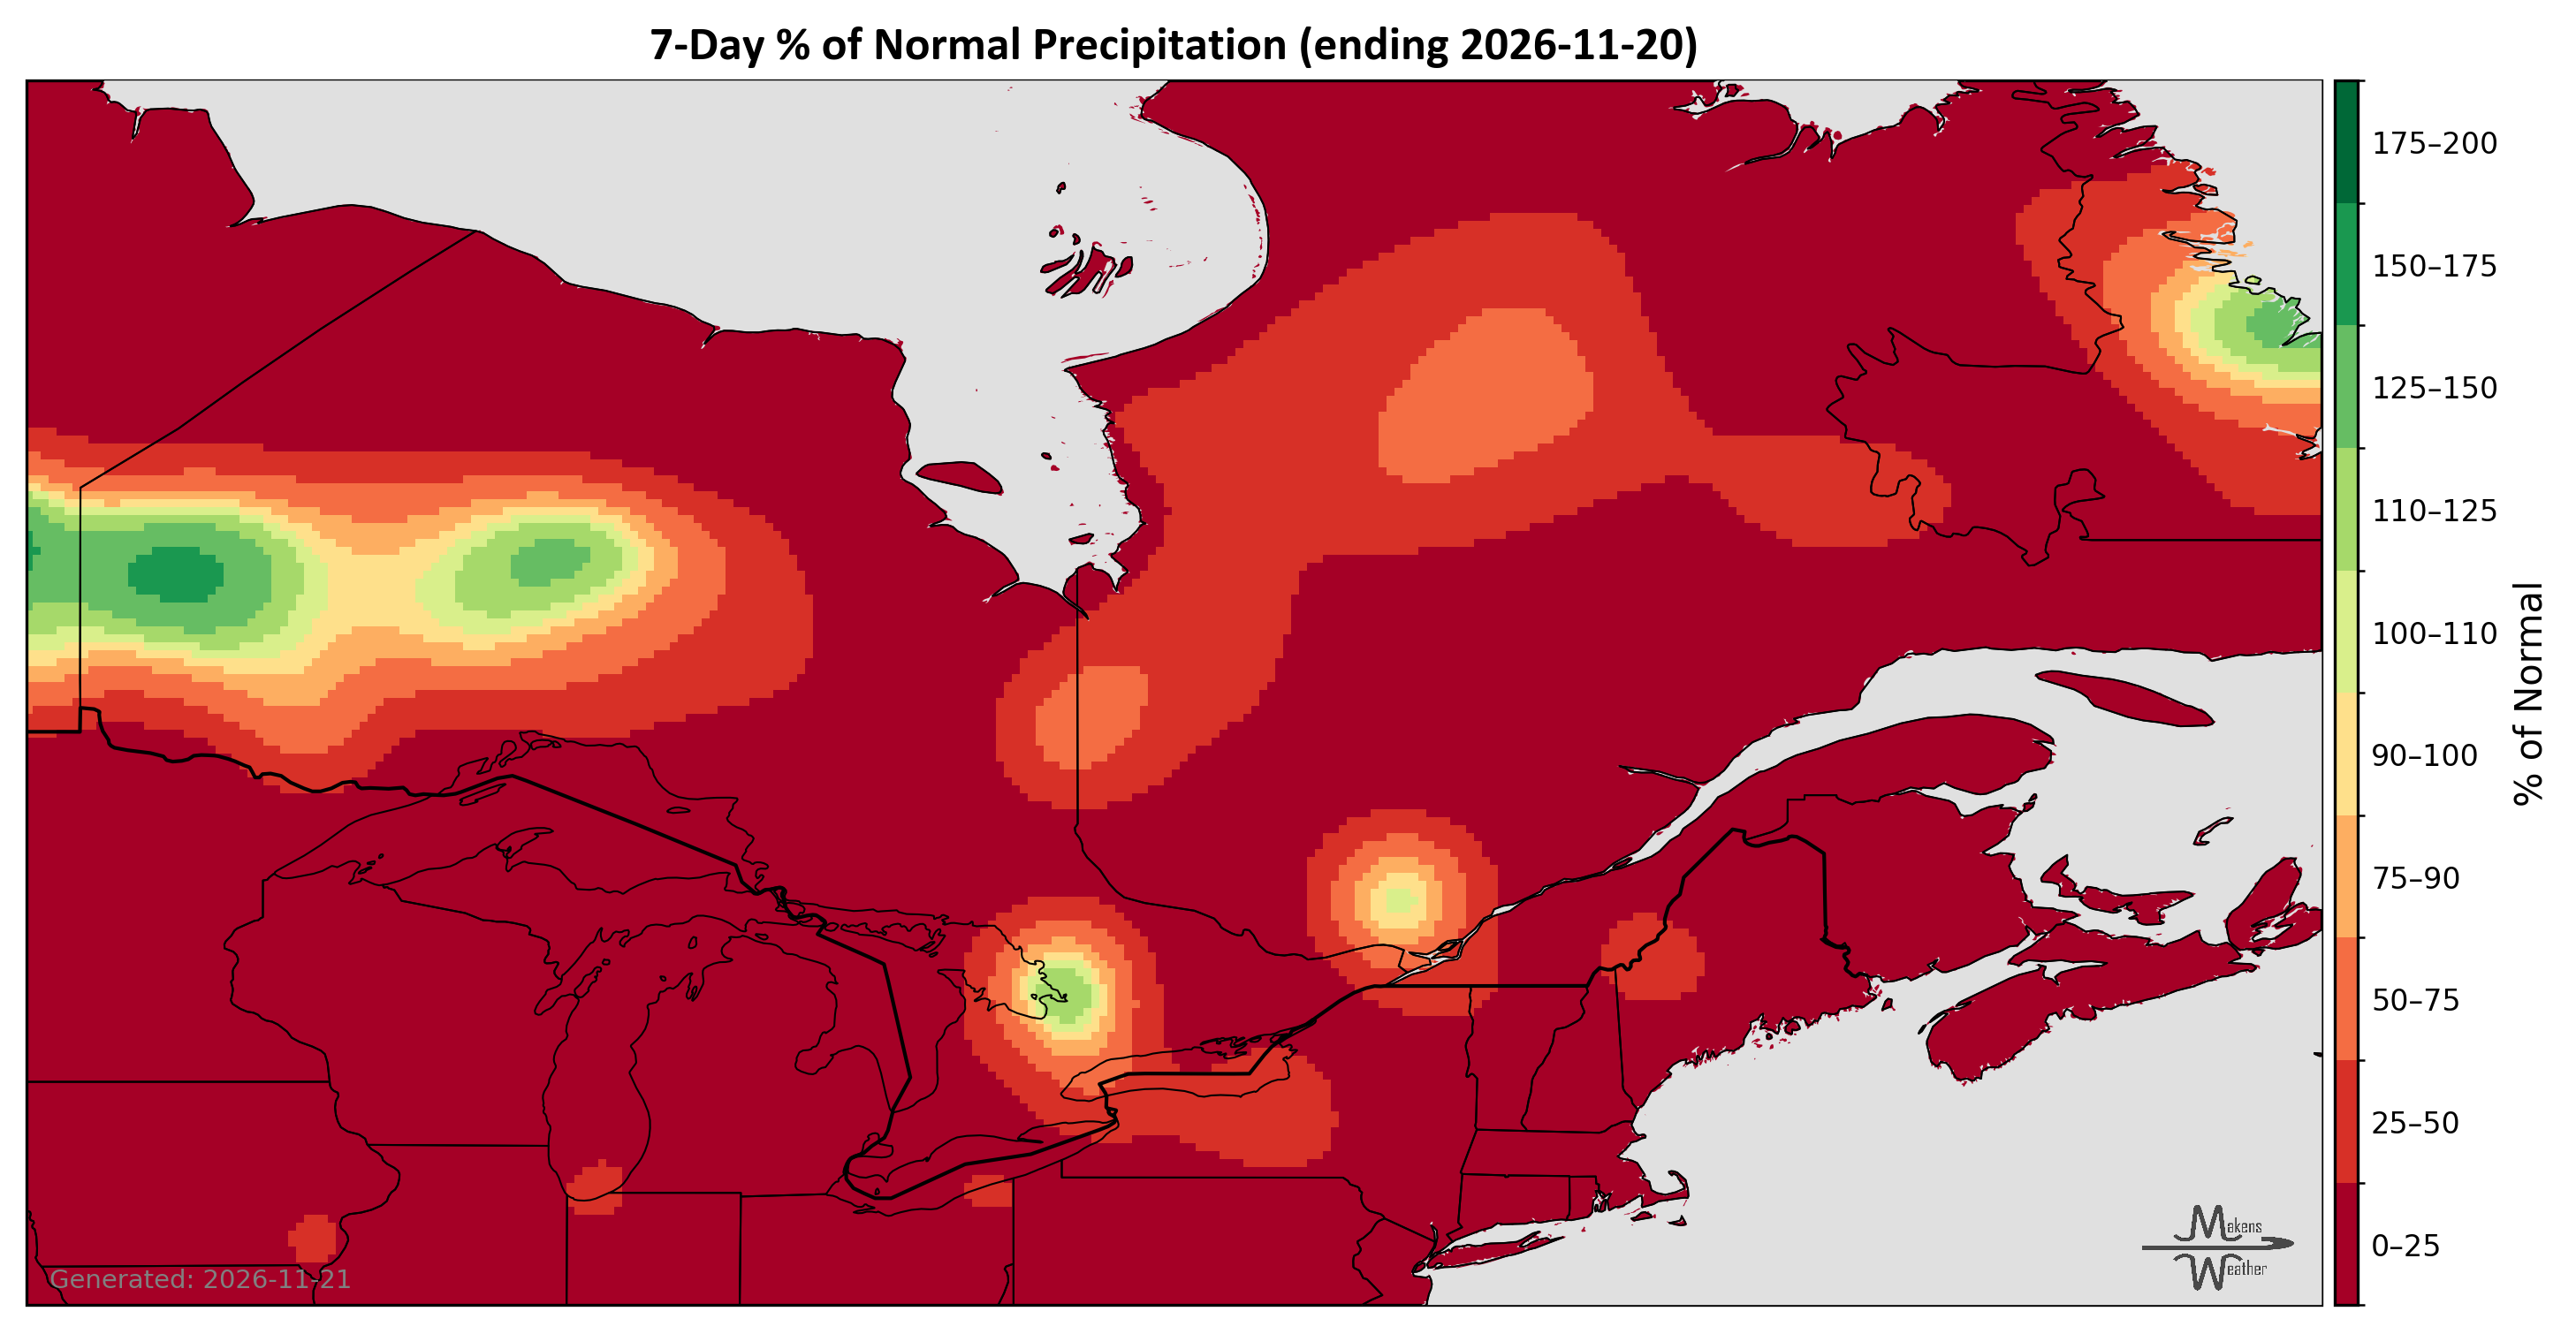 7-Day % of Normal Precipitation (ending 2026-11-20)
175–200
150–175
125–150
110–125
100–110
90–100
75–90
50–75
25–50
0–25
% of Normal
Makens
Weather
Generated: 2026-11-21